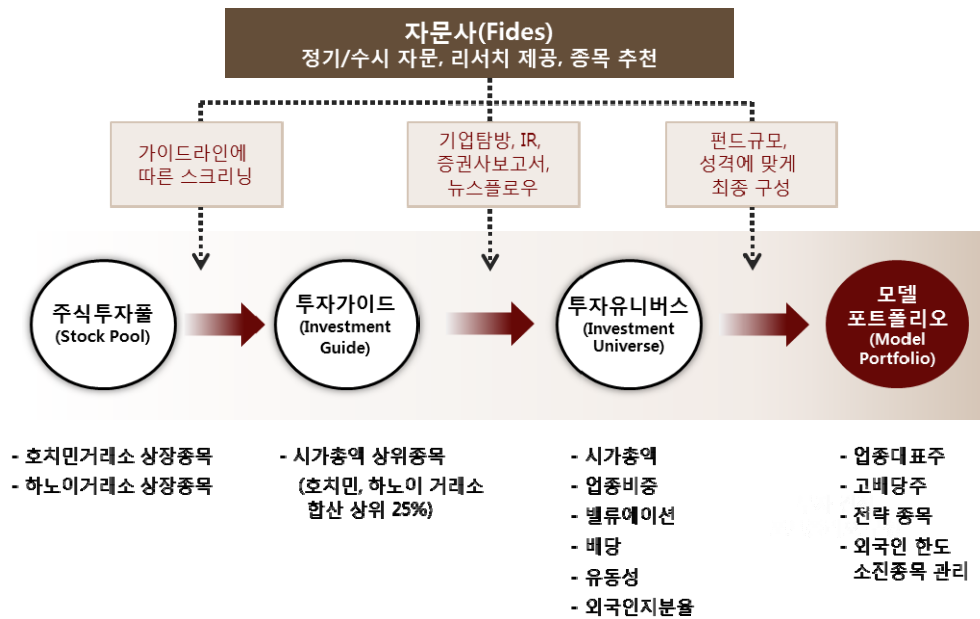 자문사(Fides)
정기/수시 자문, 리서치 제공, 종목 추천
가이드라인에
따른 스크리닝
기업탐방, IR,
증권사보고서,
뉴스플로우
펀드규모,
성격에 맞게
최종 구성
주식투자풀
(Stock Pool)
투자가이드
(Investment
Guide)
투자유니버스
(Investment
Universe)
모델
포트폴리오
(Model
Portfolio)
- 호치민거래소 상장종목
- 하노이거래소 상장종목
- 시가총액 상위종목
(호치민, 하노이 거래소
합산 상위 25%)
- 시가총액
- 업종비중
- 밸류에이션
- 배당
- 유동성
- 외국인지분율
- 업종대표주
- 고배당주
- 전략 종목
- 외국인 한도
소진종목 관리